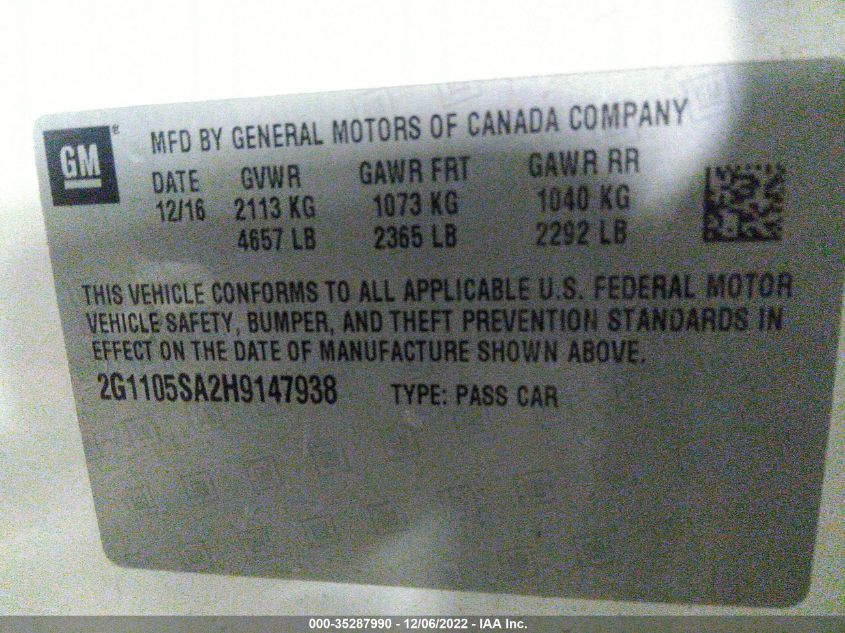 GM
MFD BY GENERAL MOTORS OF CANADA COMPANY
DATE GVWR GAWR FRT GAWR RR
12/16 2113 KG 1073 KG 1040 KG
4657 LB 2365 LB 2292 LB
THIS VEHICLE CONFORMS TO ALL APPLICABLE U.S. FEDERAL MOTOR
VEHICLE SAFETY, BUMPER, AND THEFT PREVENTION STANDARDS IN
EFFECT ON THE DATE OF MANUFACTURE SHOWN ABOVE.
2G1105SA2H9147938 TYPE: PASS CAR
000-35287990 - 12/06/2022 - IAA Inc.